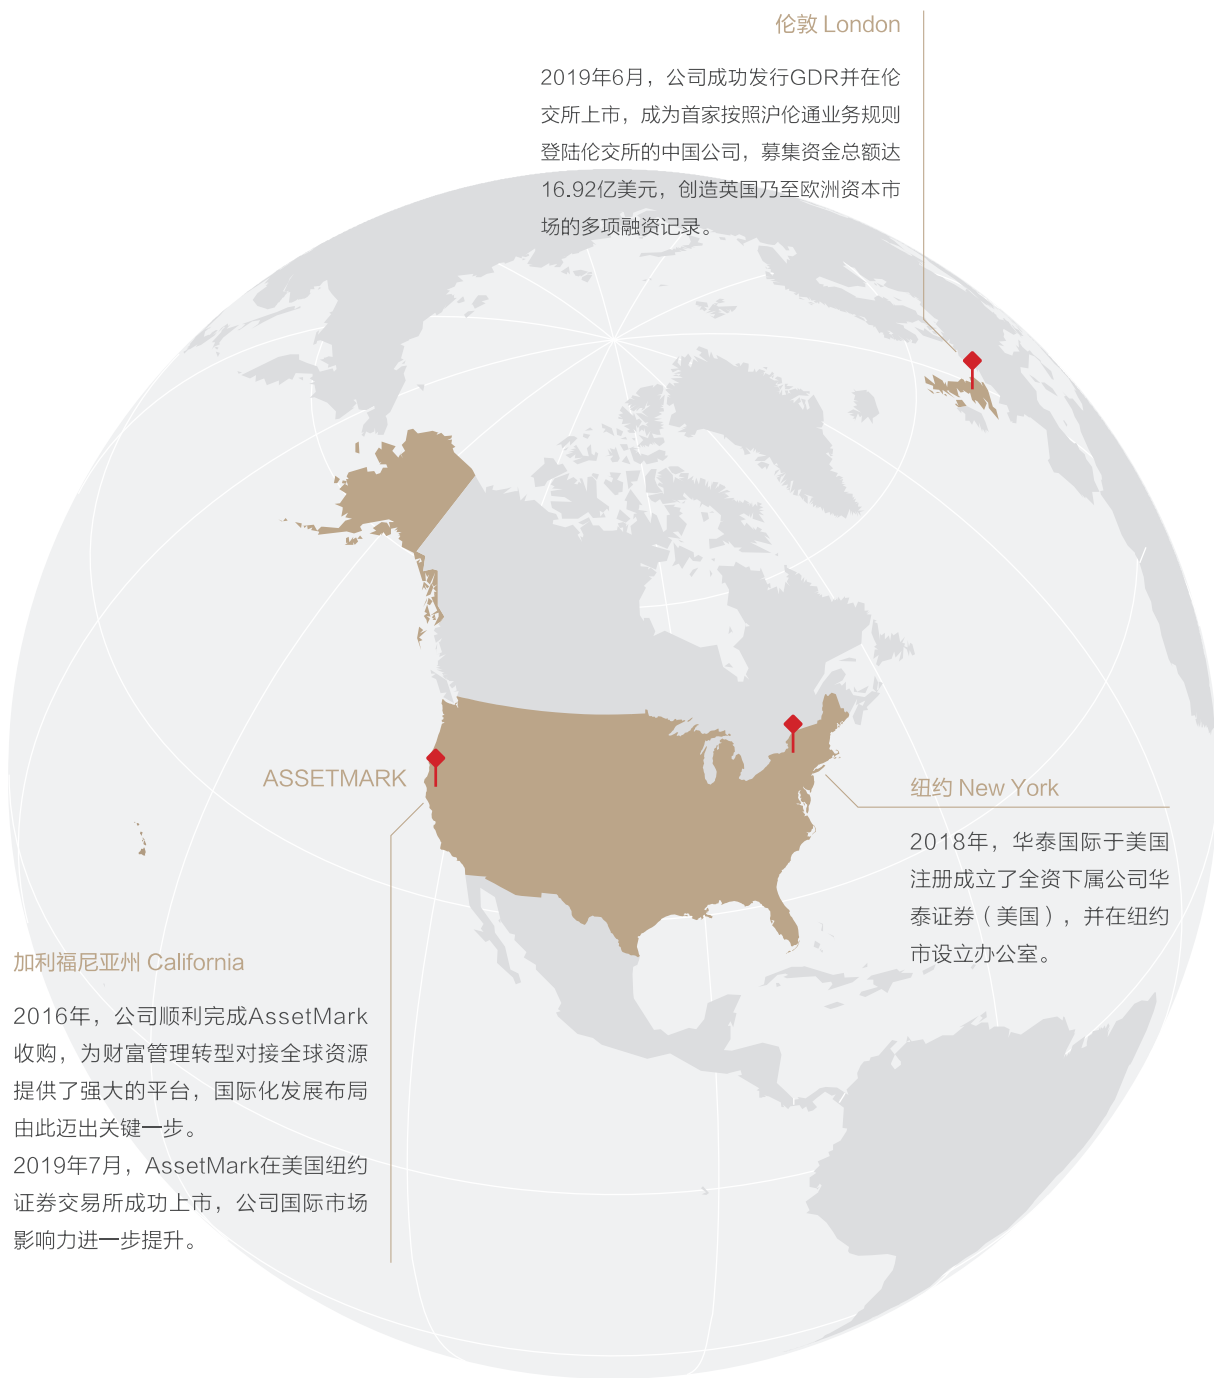 伦敦 London
2019年6月，公司成功发行GDR并在伦
交所上市，成为首家按照沪伦通业务规则
登陆伦交所的中国公司，募集资金总额达
16.92亿美元，创造英国乃至欧洲资本市
场的多项融资记录。
ASSETMARK
纽约 New York
2018年，华泰国际于美国
注册成立了全资下属公司华
泰证券（美国），并在纽约
市设立办公室。
加利福尼亚州 California
2016年，公司顺利完成AssetMark
收购，为财富管理转型对接全球资源
提供了强大的平台，国际化发展布局
由此迈出关键一步。
2019年7月，AssetMark在美国纽约
证券交易所成功上市，公司国际市场
影响力进一步提升。